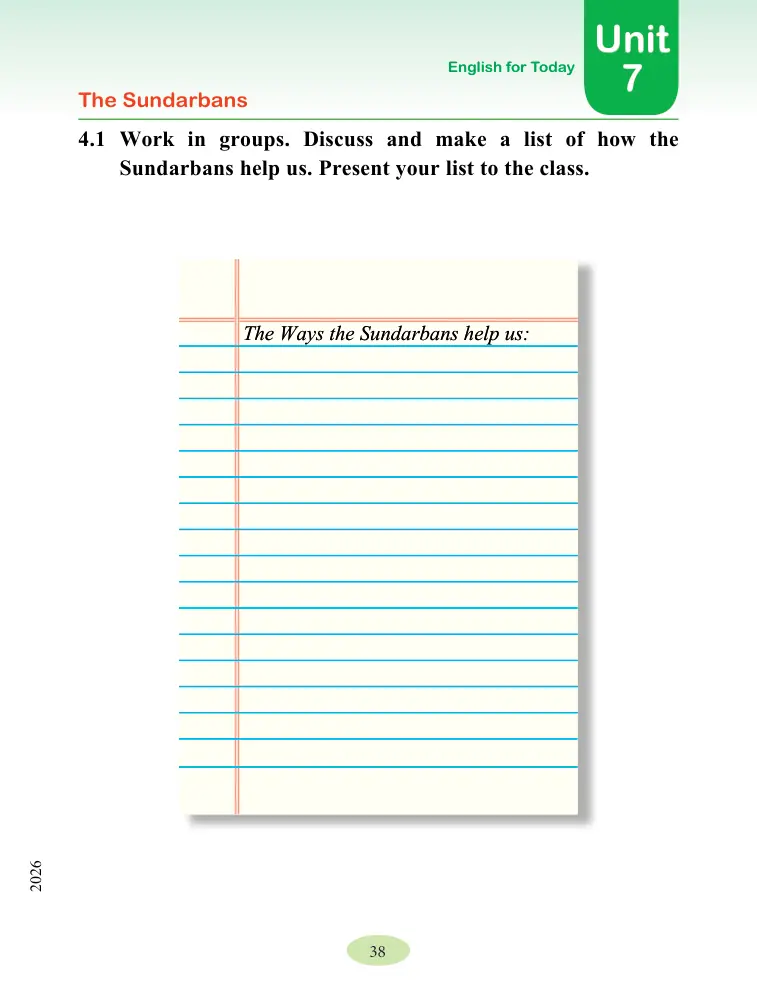 Unit
7
English for Today
The Sundarbans
4.1 Work in groups. Discuss and make a list of how the
Sundarbans help us. Present your list to the class.
The Ways the Sundarbans help us:
2026
38